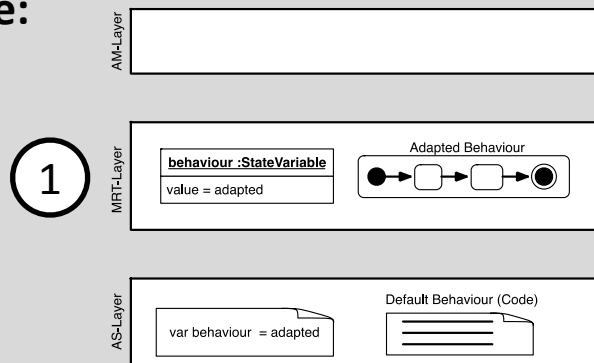 e:
AM-Layer
1
MRT-Layer
behaviour :StateVariable
value = adapted
Adapted Behaviour
AS-Layer
var behaviour = adapted
Default Behaviour (Code)